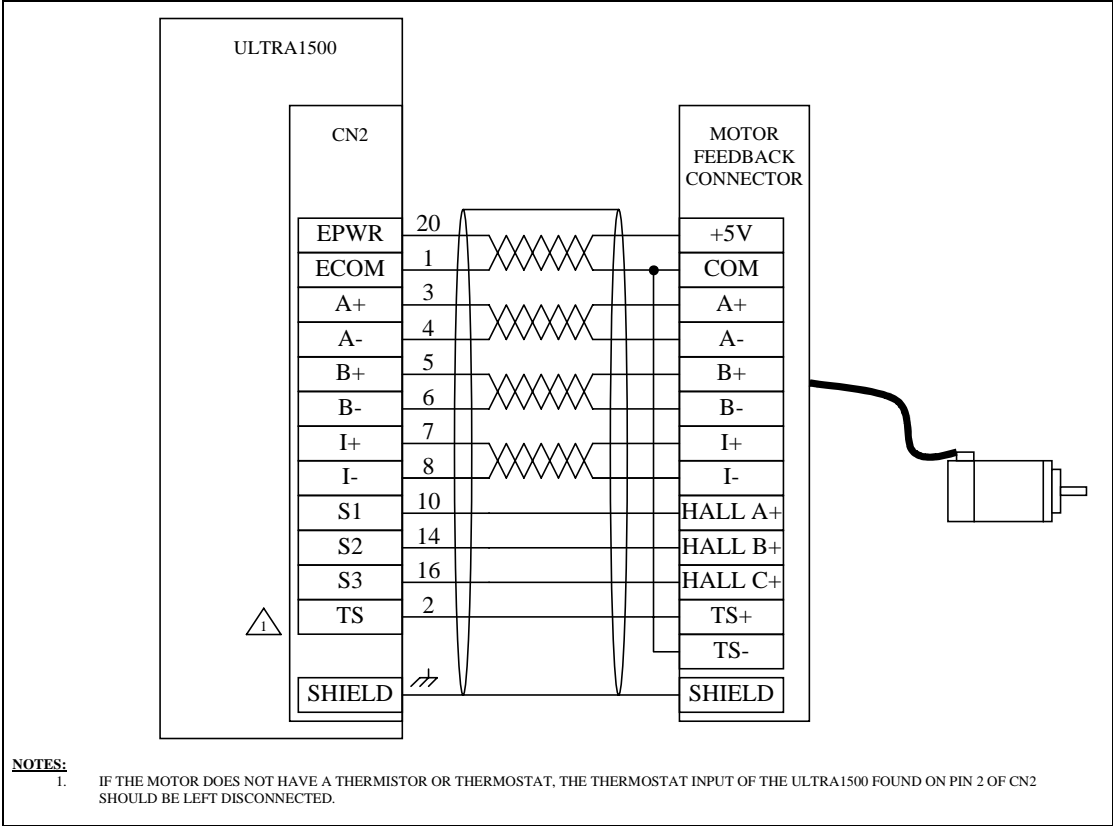 ULTRA1500
CN2
MOTOR
FEEDBACK
CONNECTOR
EPWR 20 +5V
ECOM 1 COM
A+ 3 A+
A- 4 A-
B+ 5 B+
B- 6 B-
I+ 7 I+
I- 8 I-
S1 10 HALL A+
S2 14 HALL B+
S3 16 HALL C+
1 TS 2 TS+
TS-
SHIELD SHIELD
NOTES:
1. IF THE MOTOR DOES NOT HAVE A THERMISTOR OR THERMOSTAT, THE THERMOSTAT INPUT OF THE ULTRA1500 FOUND ON PIN 2 OF CN2
SHOULD BE LEFT DISCONNECTED.